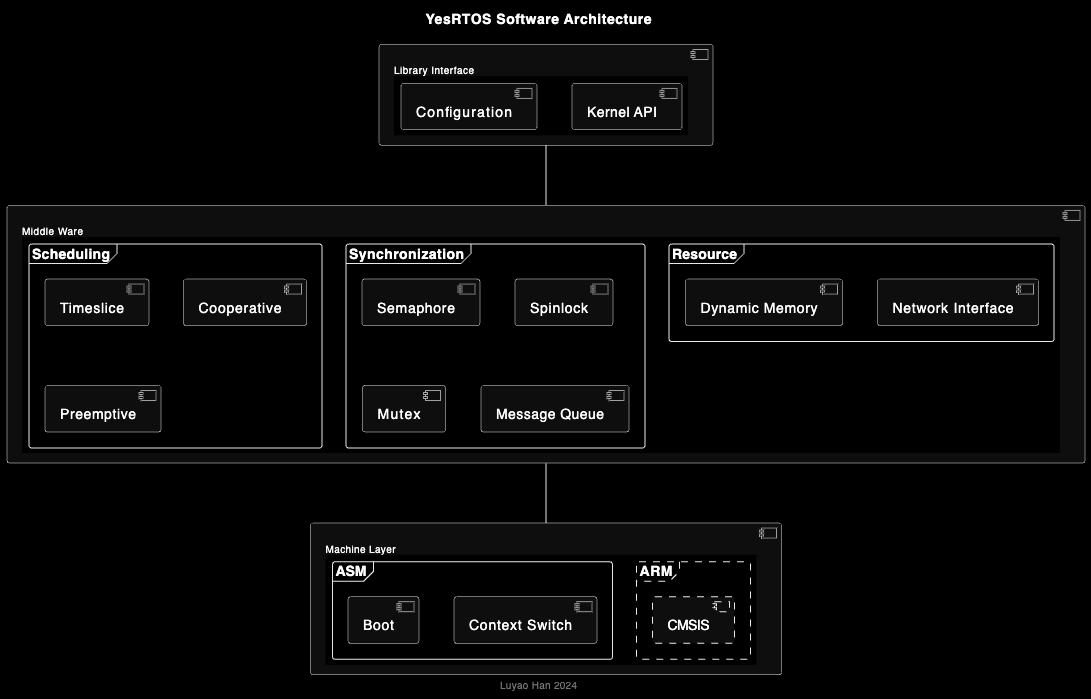 YesRTOS Software Architecture
Library Interface
Configuration
Kernel API
Middle Ware
Scheduling
Timeslice
Cooperative
Preemptive
Synchronization
Semaphore
Spinlock
Mutex
Message Queue
Resource
Dynamic Memory
Network Interface
Machine Layer
ASM
Boot
Context Switch
ARM
CMSIS
Luyao Han 2024